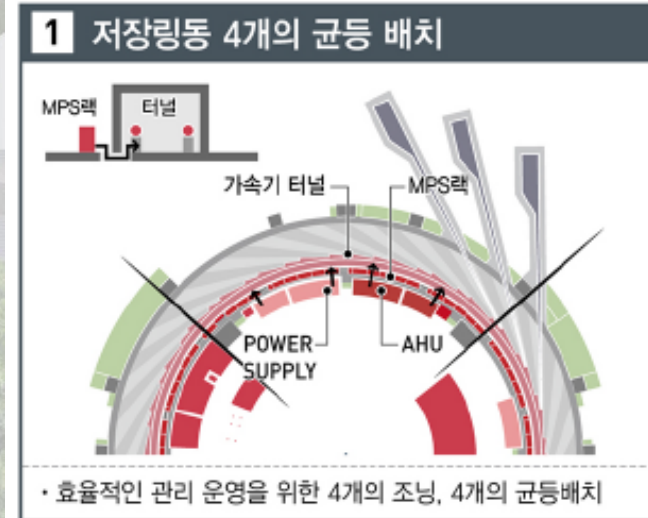 1 저장링동 4개의 균등 배치
MPS랙
터널
가속기 터널
MPS랙
POWER
SUPPLY
AHU
· 효율적인 관리 운영을 위한 4개의 조닝, 4개의 균등배치